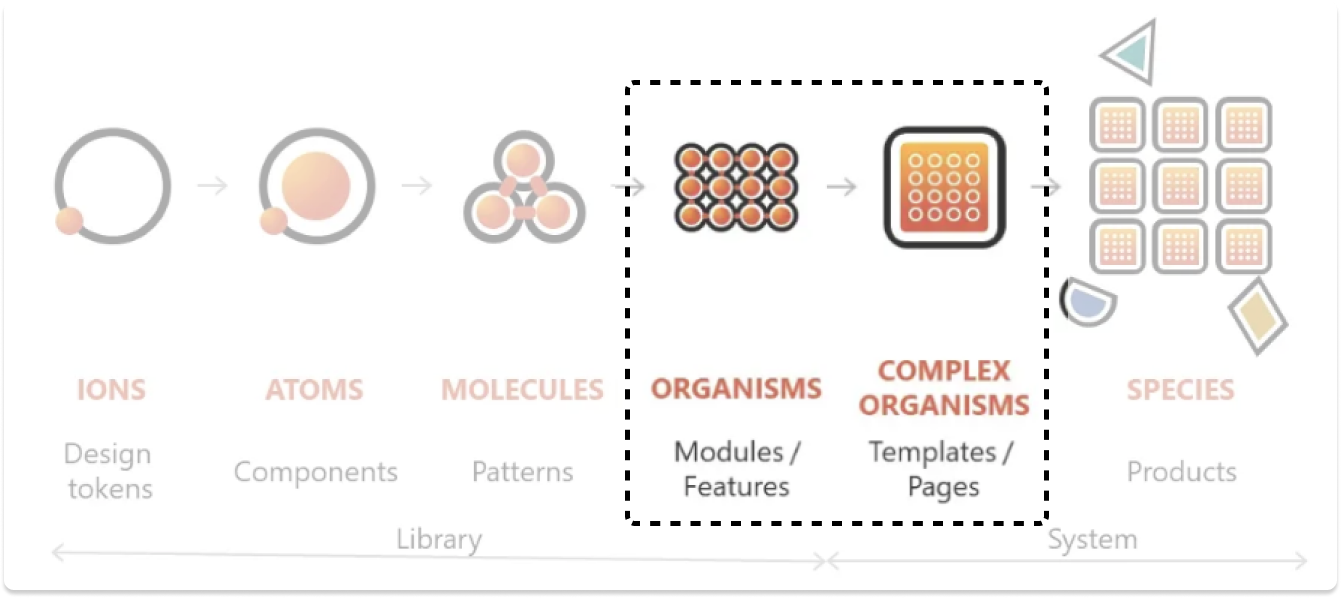 IONS
Design
tokens
ATOMS
Components
MOLECULES
Patterns
ORGANISMS
Modules /
Features
COMPLEX
ORGANISMS
Templates /
Pages
SPECIES
Products
Library
System